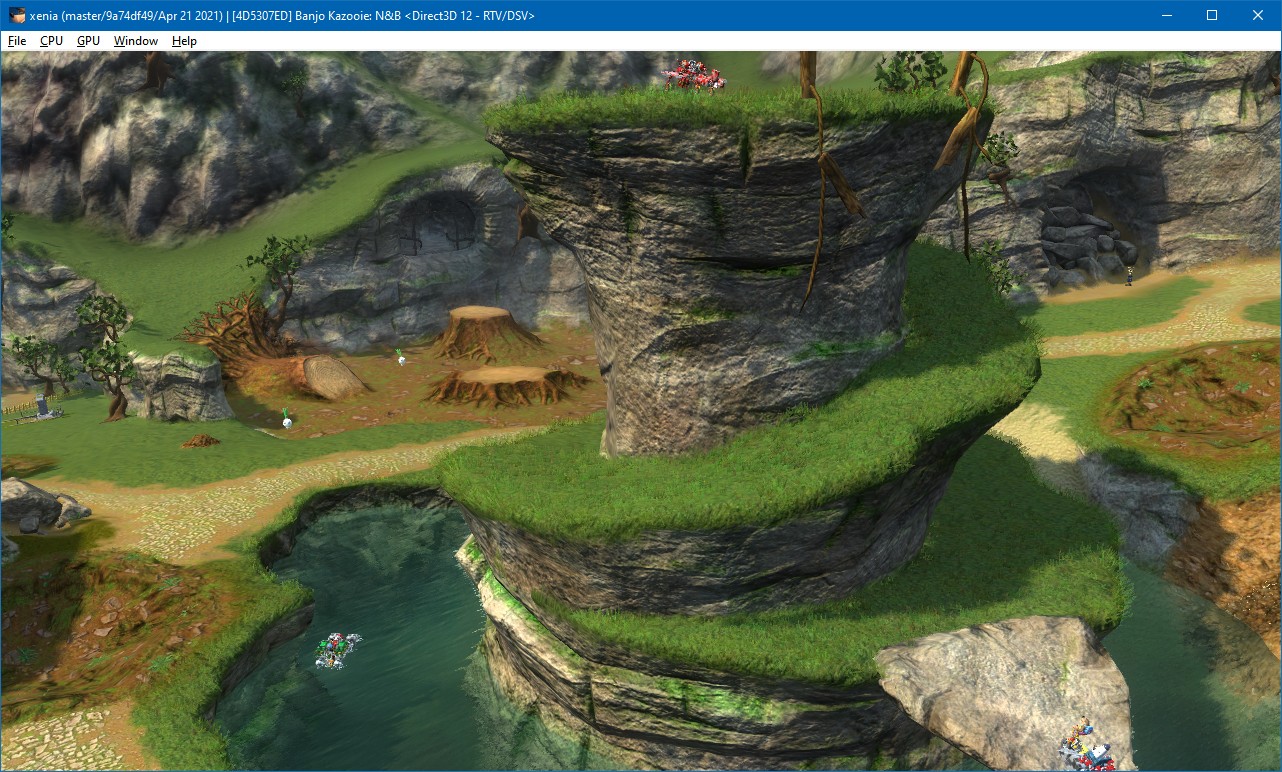 xenia (master/9a74df49/Apr 21 2021) | [4D5307ED] Banjo Kazooie: N&B <Direct3D 12 - RTV/DSV>
File CPU GPU Window Help